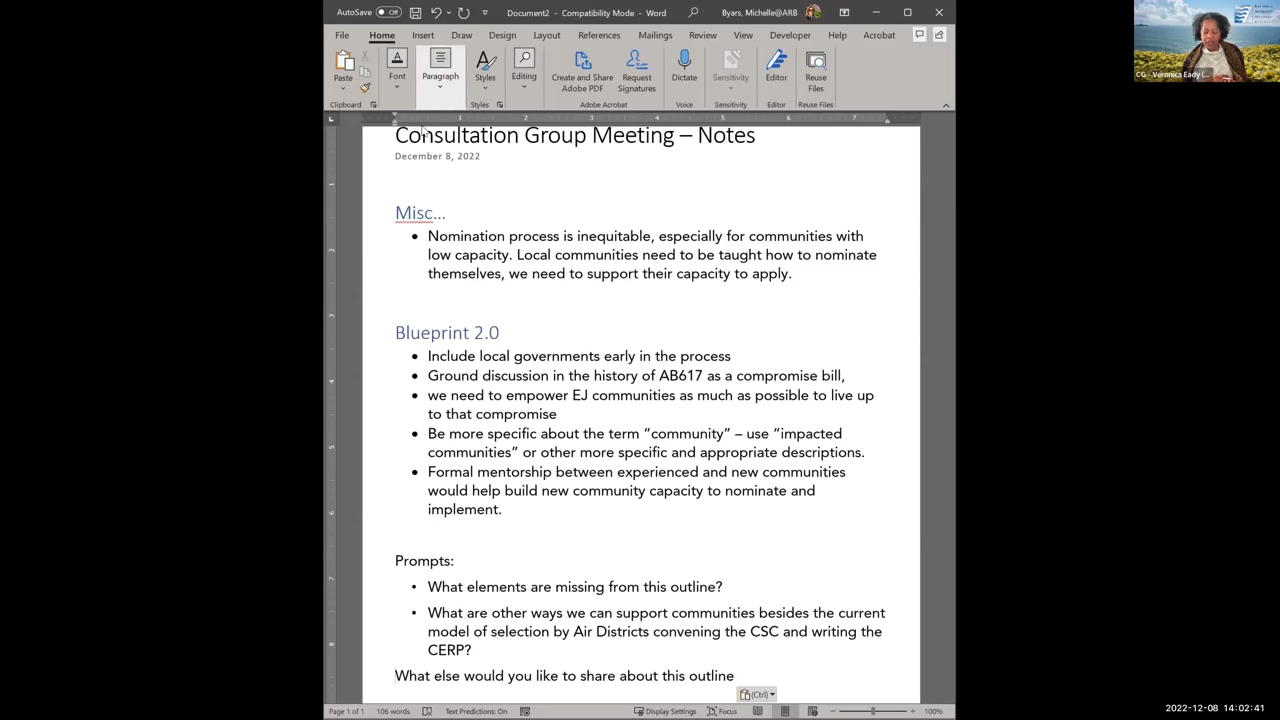 AutoSave Off Document2 - Compatibility Mode - Word Byars, Michelle@ARB
File Home Insert Draw Design Layout References Mailings Review View Developer Help Acrobat
Paste Font Paragraph Styles Editing Create and Share Adobe PDF Request Signatures Dictate Sensitivity Editor Reuse Files
Clipboard Styles Adobe Acrobat Voice Sensitivity Editor Reuse Files
1 2 3 4 5 6 7
Consultation Group Meeting – Notes
December 8, 2022
Misc...
• Nomination process is inequitable, especially for communities with
low capacity. Local communities need to be taught how to nominate
themselves, we need to support their capacity to apply.
Blueprint 2.0
• Include local governments early in the process
• Ground discussion in the history of AB617 as a compromise bill,
• we need to empower EJ communities as much as possible to live up
to that compromise
• Be more specific about the term “community” – use “impacted
communities” or other more specific and appropriate descriptions.
• Formal mentorship between experienced and new communities
would help build new community capacity to nominate and
implement.
Prompts:
• What elements are missing from this outline?
• What are other ways we can support communities besides the current
model of selection by Air Districts convening the CSC and writing the
CERP?
What else would you like to share about this outline
(Ctrl)
Page 1 of 1 106 words Text Predictions: On Display Settings Focus 100%
CG - Veronica Eady (...
2022-12-08 14:02:41